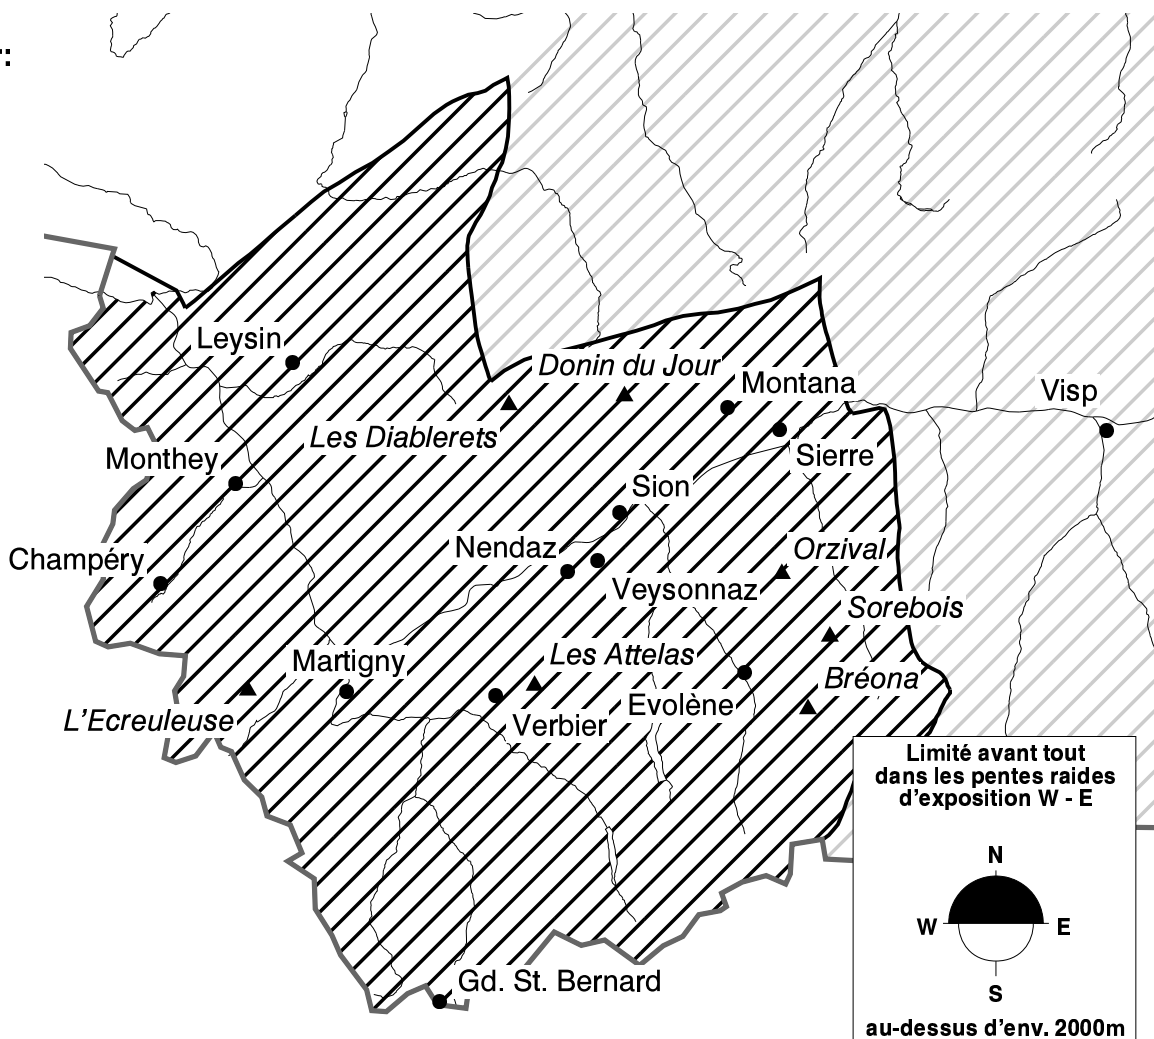 :
Leysin
Donin du Jour
Montana
Visp
Les Diablerets
Monthey
Sierre
Sion
Champéry
Nendaz
Orzival
Veysonnaz
Sorebois
Martigny
Les Attelas
Bréona
L'Ecreuleuse
Verbier
Evolène
Gd. St. Bernard
Limité avant tout
dans les pentes raides
d'exposition W - E
N
W
E
S
au-dessus d'env. 2000m